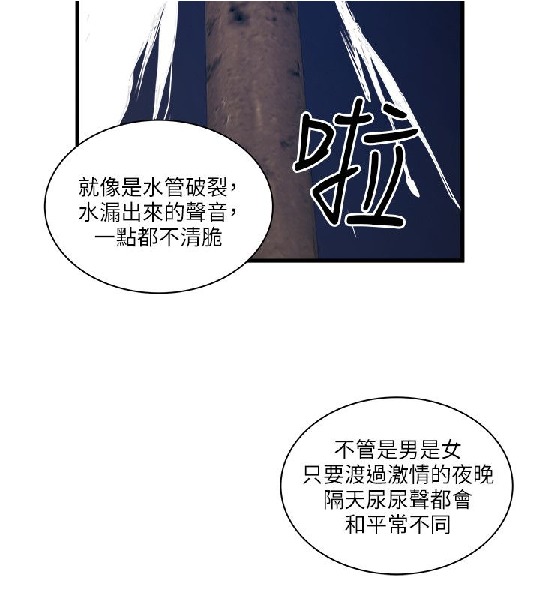 啦
就像是水管破裂，
水漏出來的聲音，
一點都不清脆
不管是男是女
只要渡過激情的夜晚
隔天尿尿聲都會
和平常不同